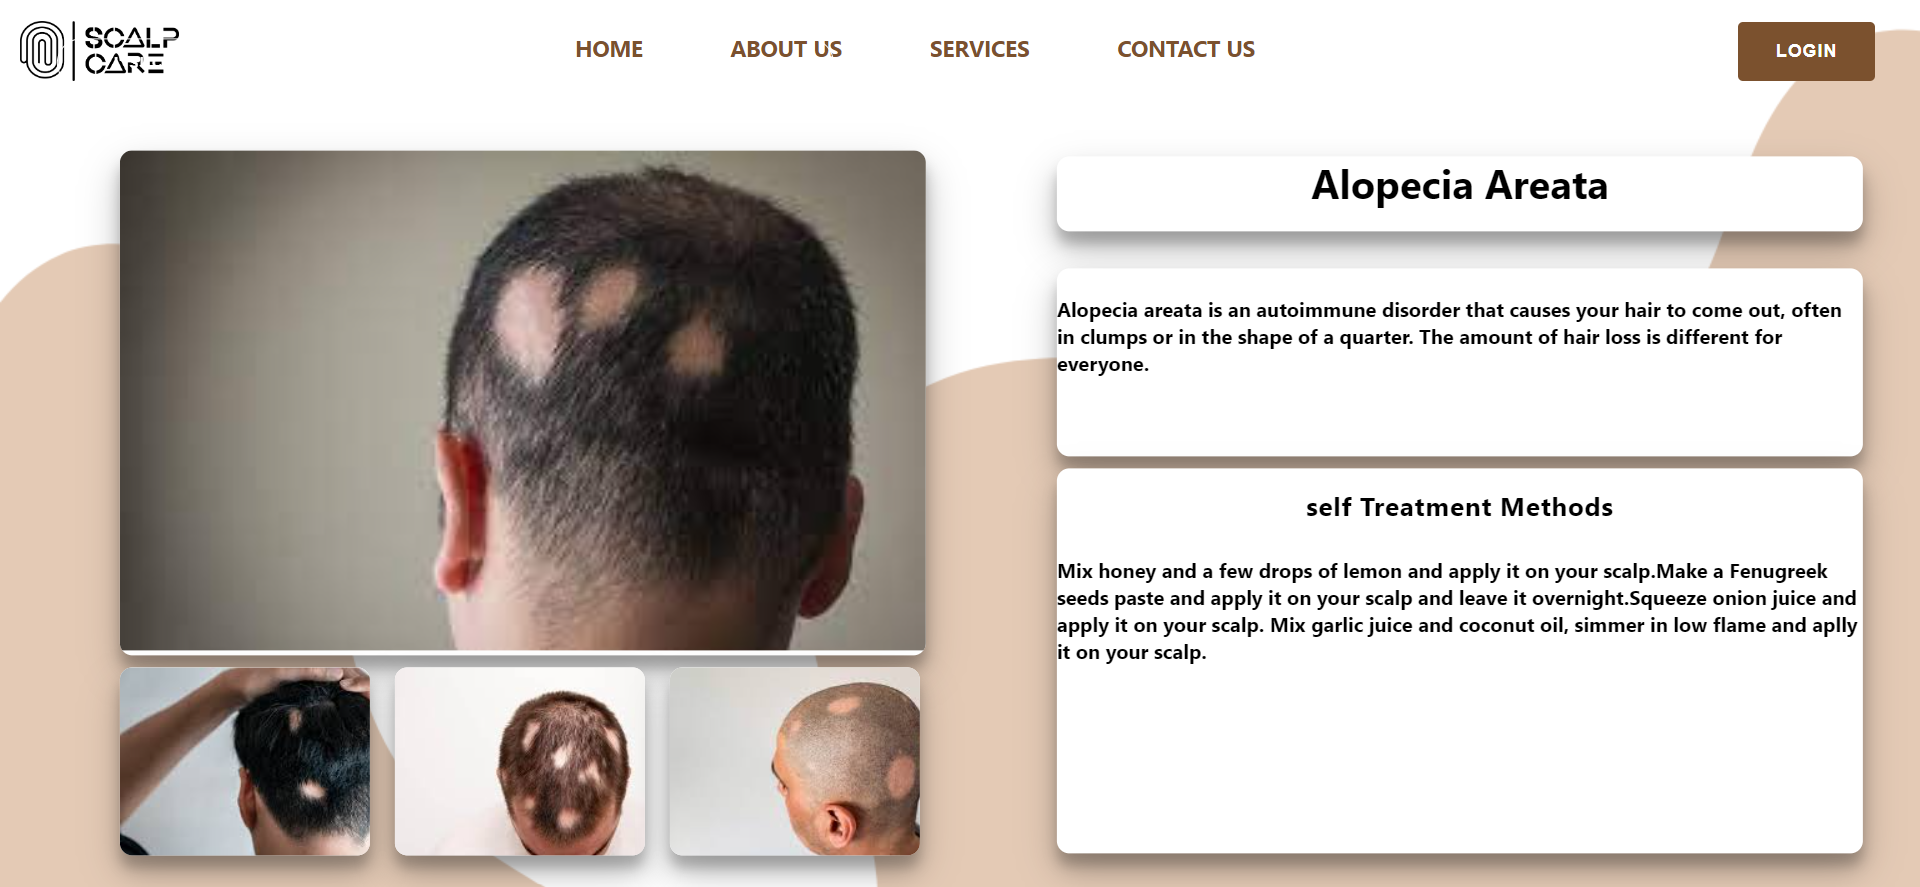 SCALP
CARE
HOME
ABOUT US
SERVICES
CONTACT US
LOGIN
Alopecia Areata
Alopecia areata is an autoimmune disorder that causes your hair to come out, often
in clumps or in the shape of a quarter. The amount of hair loss is different for
everyone.
self Treatment Methods
Mix honey and a few drops of lemon and apply it on your scalp.Make a Fenugreek
seeds paste and apply it on your scalp and leave it overnight.Squeeze onion juice and
apply it on your scalp. Mix garlic juice and coconut oil, simmer in low flame and aplly
it on your scalp.